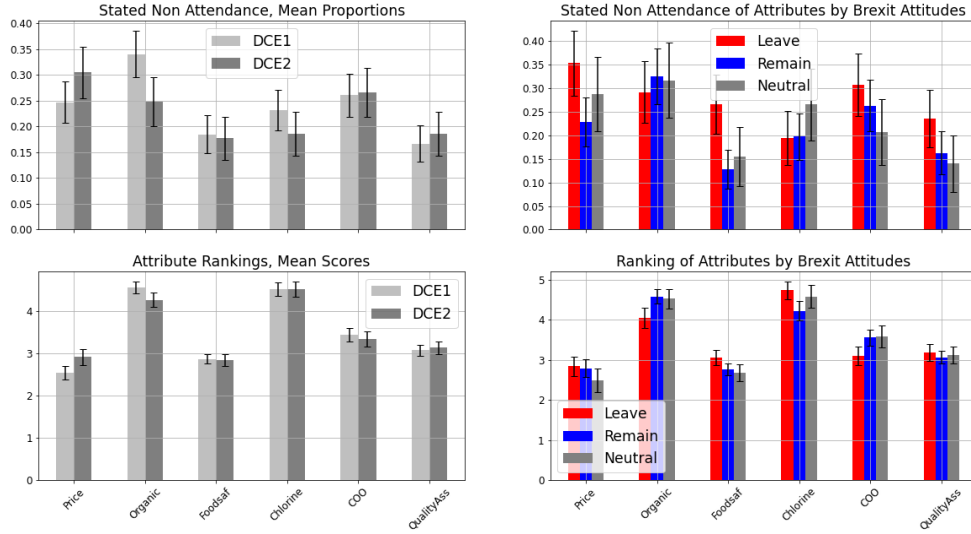 Stated Non Attendance, Mean Proportions
0.40
0.35
0.30
0.25
0.20
0.15
0.10
0.05
0.00
DCE1
DCE2
Stated Non Attendance of Attributes by Brexit Attitudes
0.40
0.35
0.30
0.25
0.20
0.15
0.10
0.05
0.00
Leave
Remain
Neutral
Attribute Rankings, Mean Scores
4
3
2
1
0
DCE1
DCE2
Price
Organic
Foodsaf
Chlorine
COO
QualityAss
Ranking of Attributes by Brexit Attitudes
5
4
3
2
1
0
Leave
Remain
Neutral
Price
Organic
Foodsaf
Chlorine
COO
QualityAss